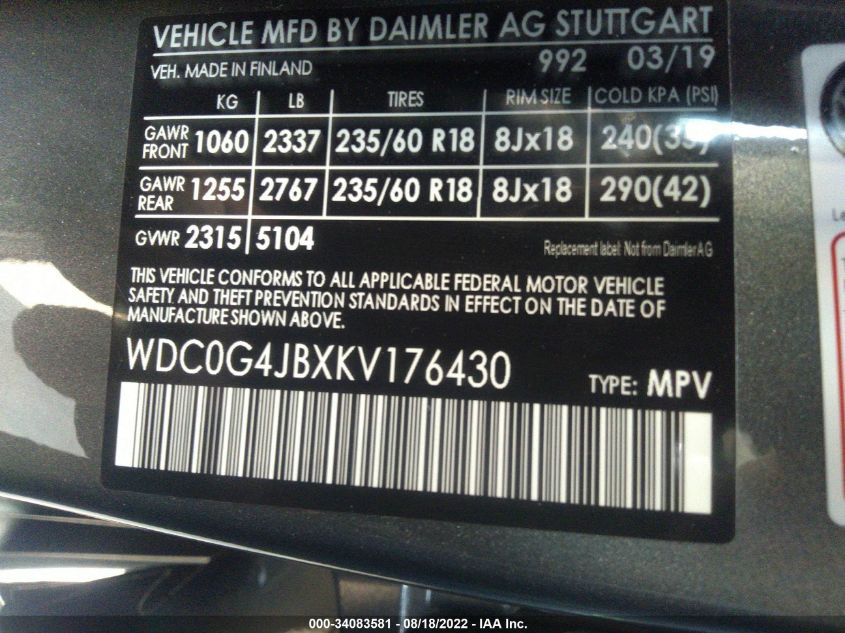 VEHICLE MFD BY DAIMLER AG STUTTGART
VEH. MADE IN FINLAND 992 03/19
KG LB TIRES RIM SIZE COLD KPA (PSI)
GAWR FRONT 1060 2337 235/60 R18 8Jx18 240(35)
GAWR REAR 1255 2767 235/60 R18 8Jx18 290(42)
GVWR 2315 5104
Replacement label: Not from Daimler AG
THIS VEHICLE CONFORMS TO ALL APPLICABLE FEDERAL MOTOR VEHICLE
SAFETY AND THEFT PREVENTION STANDARDS IN EFFECT ON THE DATE OF
MANUFACTURE SHOWN ABOVE.
WDC0G4JBXKV176430
TYPE: MPV
000-34083581 - 08/18/2022 - IAA Inc.